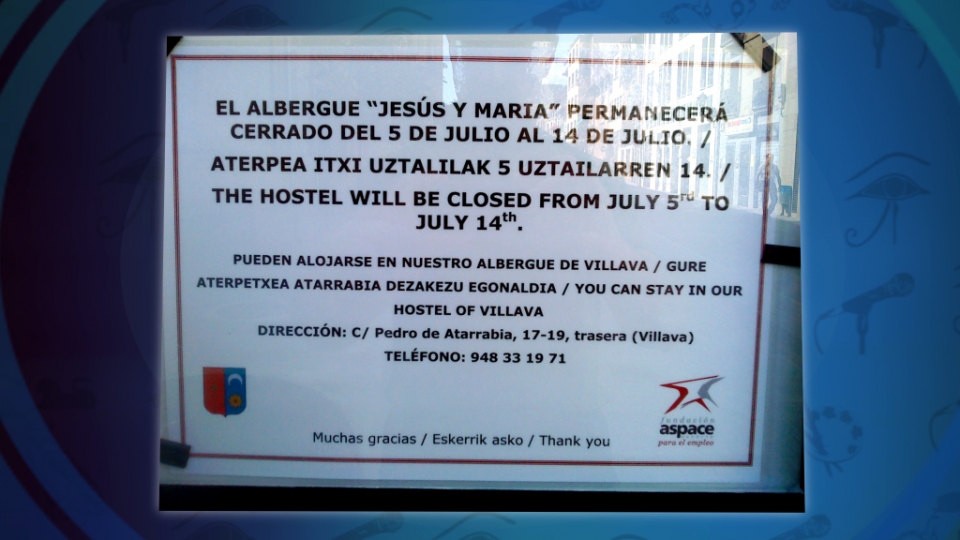 EL ALBERGUE “JESÚS Y MARIA” PERMANECERÁ
CERRADO DEL 5 DE JULIO AL 14 DE JULIO. /
ATERPEA ITXI UZTALILAK 5 UZTAILARREN 14. /
THE HOSTEL WILL BE CLOSED FROM JULY 5rd TO
JULY 14th.
PUEDEN ALOJARSE EN NUESTRO ALBERGUE DE VILLAVA / GURE
ATERPETXEA ATARRABIA DEZAKEZU EGONALDIA / YOU CAN STAY IN OUR
HOSTEL OF VILLAVA
DIRECCIÓN: C/ Pedro de Atarrabia, 17-19, trasera (Villava)
TELÉFONO: 948 33 19 71
fundación
aspace
para el empleo
Muchas gracias / Eskerrik asko / Thank you